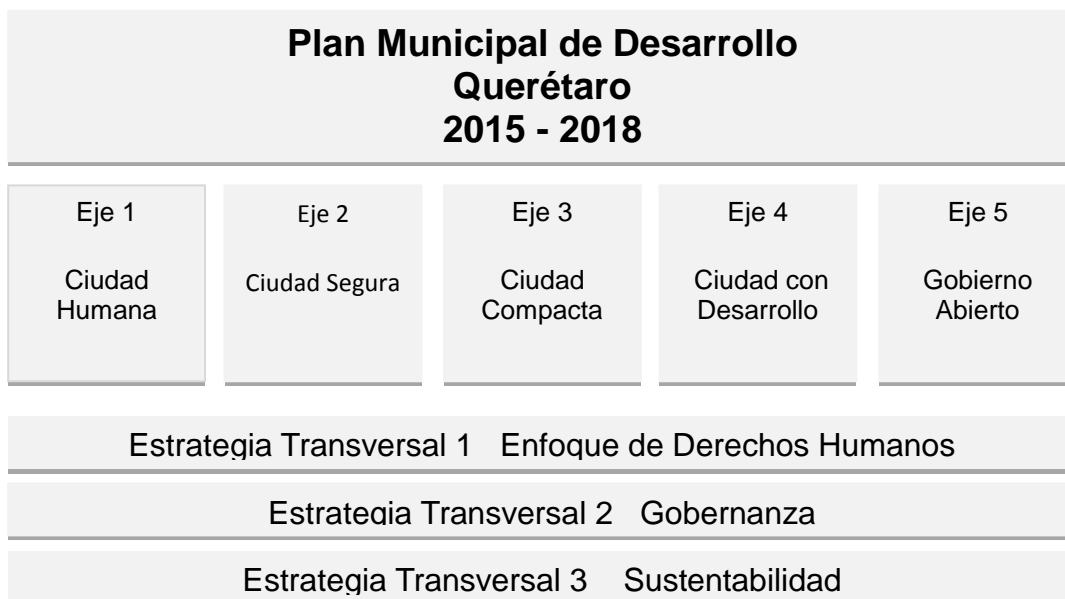 Plan Municipal de Desarrollo
Querétaro
2015 - 2018
Eje 1
Ciudad
Humana
Eje 2
Ciudad Segura
Eje 3
Ciudad
Compacta
Eje 4
Ciudad con
Desarrollo
Eje 5
Gobierno
Abierto
Estrategia Transversal 1 Enfoque de Derechos Humanos
Estrategia Transversal 2 Gobernanza
Estrategia Transversal 3 Sustentabilidad